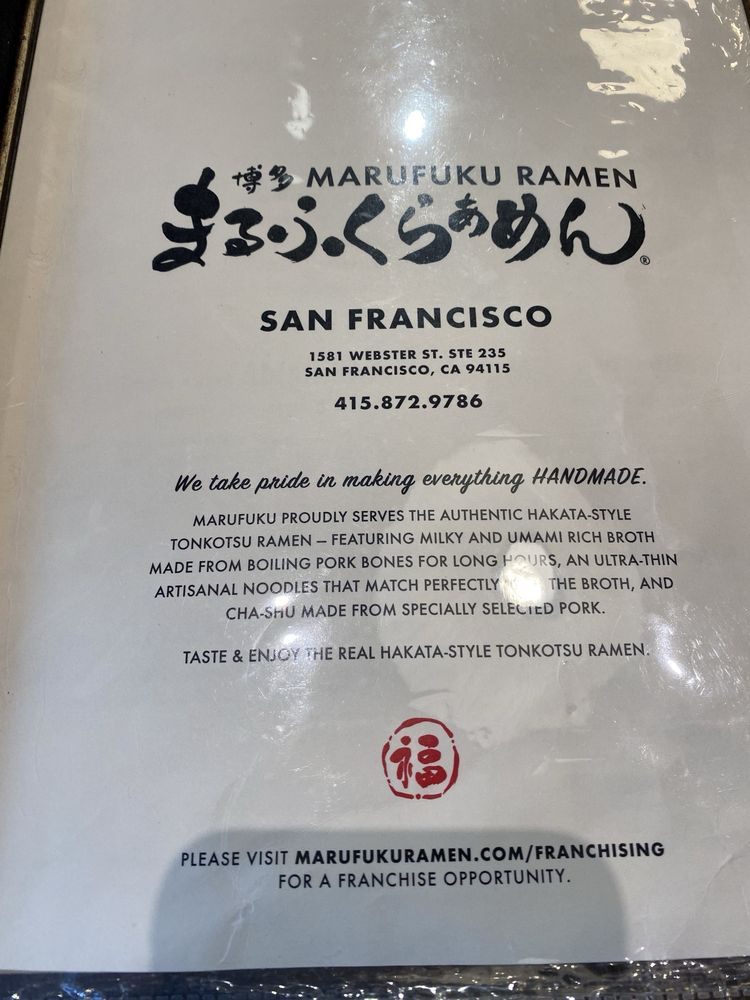 博多 MARUFUKU RAMEN
まるふくらぁめん®
SAN FRANCISCO
1581 WEBSTER ST. STE 235
SAN FRANCISCO, CA 94115
415.872.9786
We take pride in making everything HANDMADE.
MARUFUKU PROUDLY SERVES THE AUTHENTIC HAKATA-STYLE
TONKOTSU RAMEN – FEATURING MILKY AND UMAMI RICH BROTH
MADE FROM BOILING PORK BONES FOR LONG HOURS, AN ULTRA-THIN
ARTISANAL NOODLES THAT MATCH PERFECTLY THE BROTH, AND
CHA-SHU MADE FROM SPECIALLY SELECTED PORK.
TASTE & ENJOY THE REAL HAKATA-STYLE TONKOTSU RAMEN.
福
PLEASE VISIT MARUFUKURAMEN.COM/FRANCHISING
FOR A FRANCHISE OPPORTUNITY.